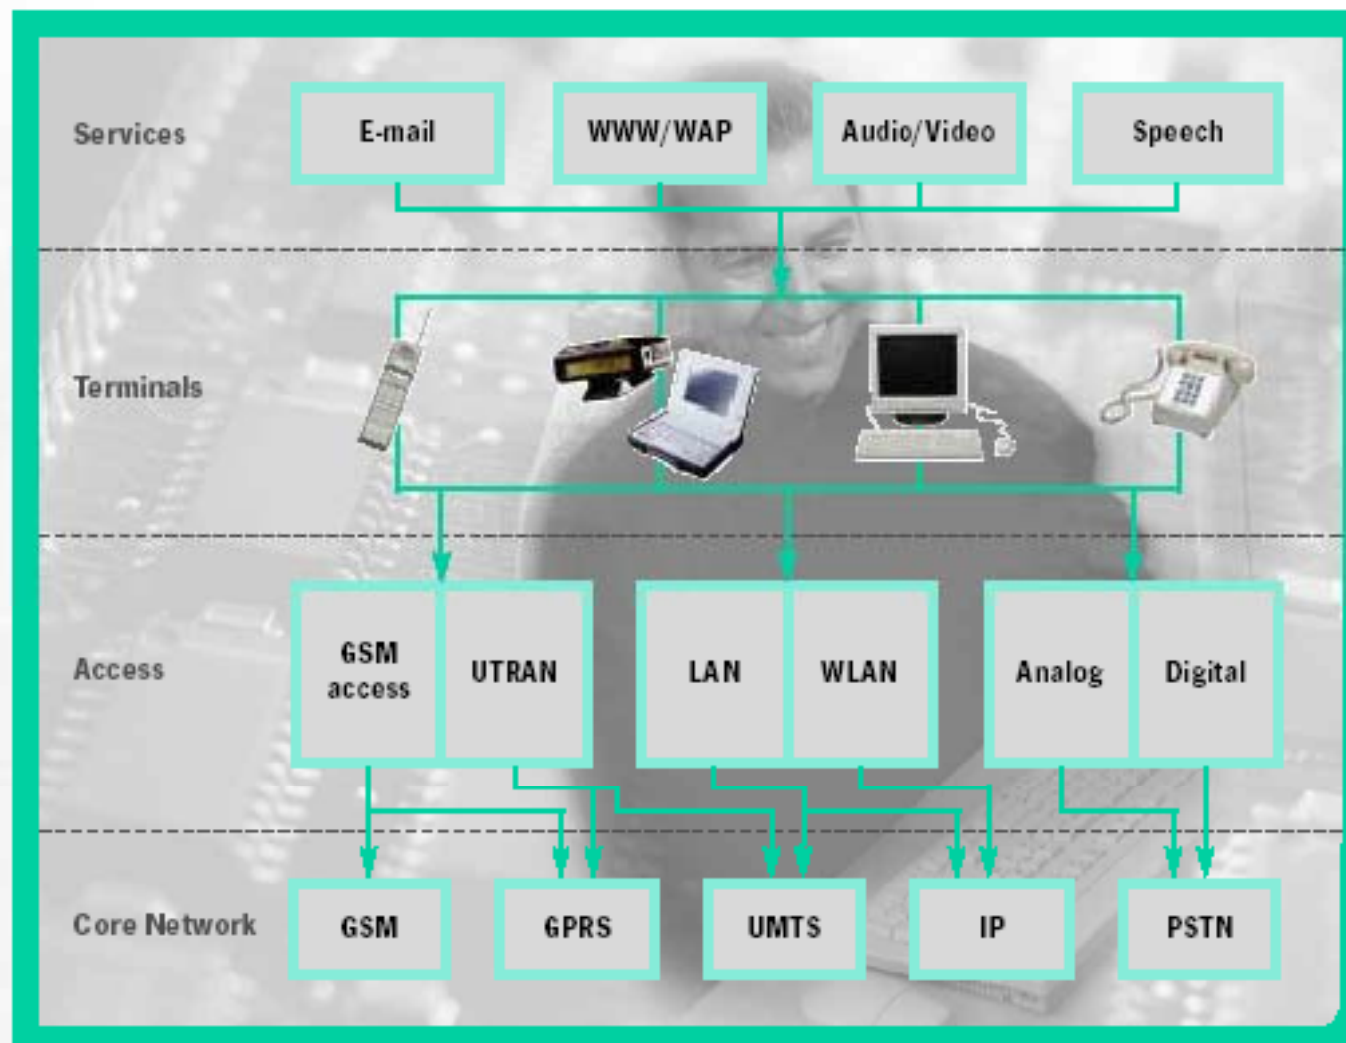 Services
E-mail
WWW/WAP
Audio/Video
Speech
Terminals
Access
GSM
access
UTRAN
LAN
WLAN
Analog
Digital
Core Network
GSM
GPRS
UMTS
IP
PSTN